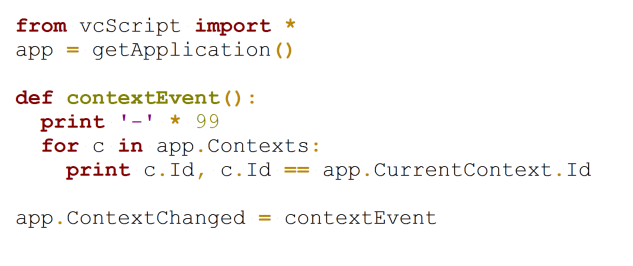 from vcScript import *
app = getApplication()

def contextEvent():
  print '-' * 99
  for c in app.Contexts:
    print c.Id, c.Id == app.CurrentContext.Id

app.ContextChanged = contextEvent